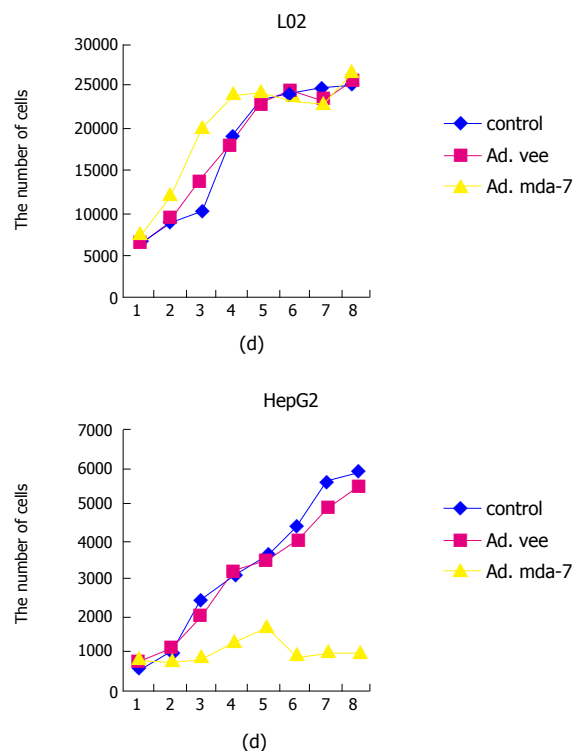 L02
The number of cells
30000
25000
20000
15000
10000
5000
0
1 2 3 4 5 6 7 8
(d)
control
Ad. vee
Ad. mda-7
HepG2
The number of cells
7000
6000
5000
4000
3000
2000
1000
0
1 2 3 4 5 6 7 8
(d)
control
Ad. vee
Ad. mda-7